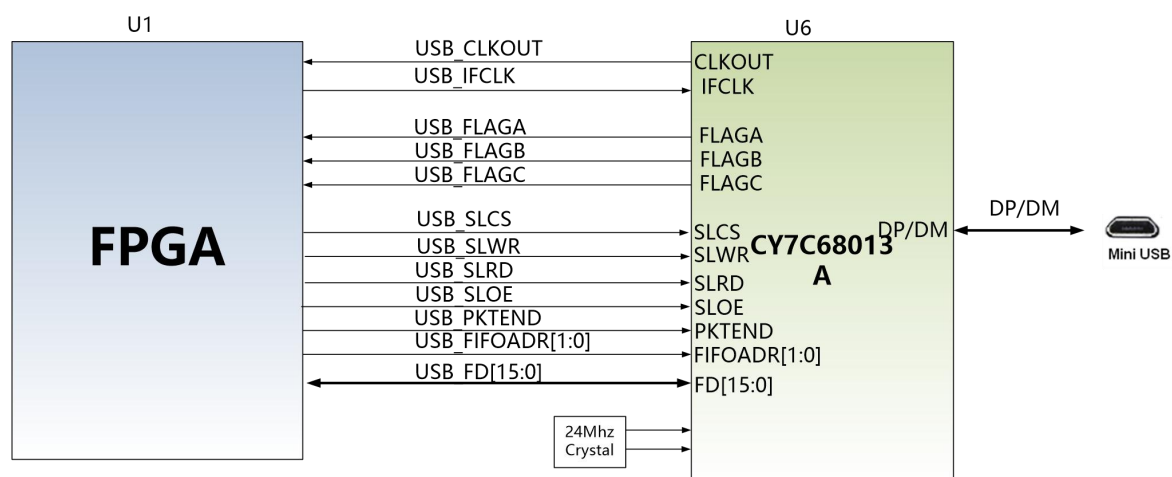 U1
U6
USB_CLKOUT
CLKOUT
USB_IFCLK
IFCLK
USB_FLAGA
FLAGA
USB_FLAGB
FLAGB
USB_FLAGC
FLAGC
DP/DM
USB_SLCS
SLCS
DP/DM
FPGA
USB_SLWR
SLWR
CY7C68013
A
Mini USB
USB_SLRD
SLRD
USB_SLOE
SLOE
USB_PKTEND
PKTEND
USB_FIFOADR[1:0]
FIFOADR[1:0]
USB_FD[15:0]
FD[15:0]
24Mhz
Crystal